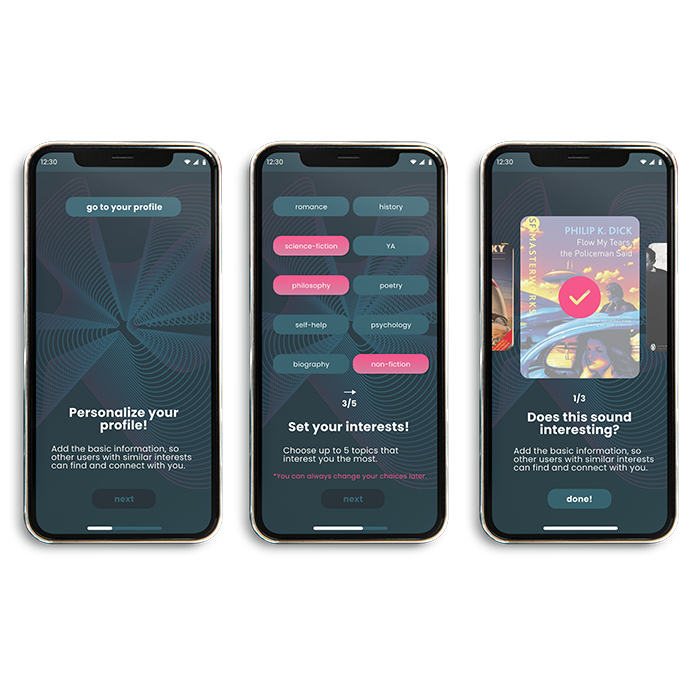 12:30
go to your profile
Personalize your
profile!
Add the basic information, so
other users with similar interests
can find and connect with you.
next
12:30
romance
history
science-fiction
YA
philosophy
poetry
self-help
psychology
biography
non-fiction
3/5
Set your interests!
Choose up to 5 topics that
interest you the most.
*You can always change your choices later
next
12:30
SF MASTERWORKS
PHILIP K. DICK
Flow My Tears,
the Policeman Said
1/3
Does this sound
interesting?
Add the basic information, so
other users with similar interests
can find and connect with you.
done!